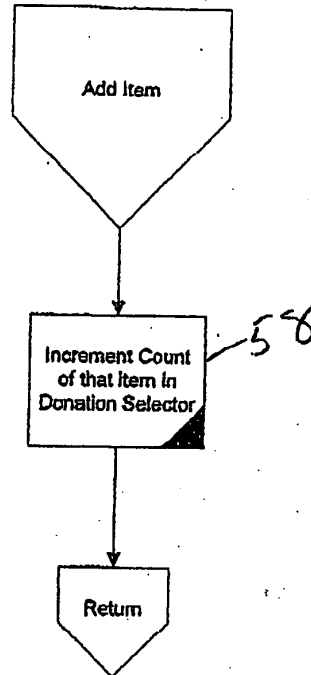 Add Item
Increment Count
of that Item in
Donation Selector
58
Return